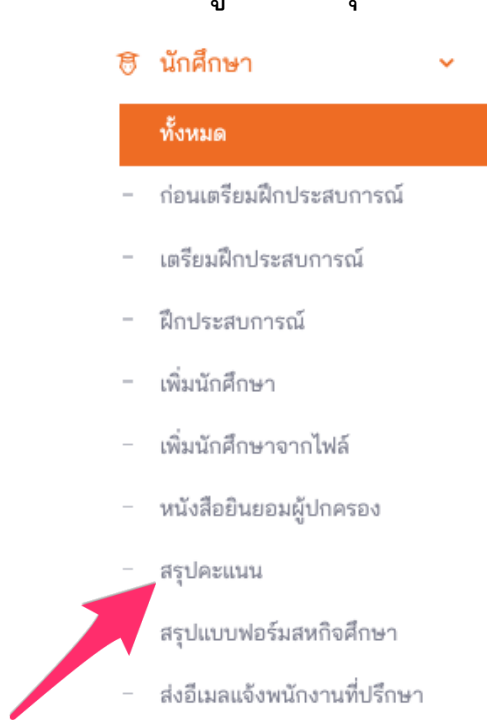 นักศึกษา
ทั้งหมด
ก่อนเตรียมฝึกประสบการณ์
เตรียมฝึกประสบการณ์
ฝึกประสบการณ์
เพิ่มนักศึกษา
เพิ่มนักศึกษาจากไฟล์
หนังสือยินยอมผู้ปกครอง
สรุปคะแนน
สรุปแบบฟอร์มสหกิจศึกษา
ส่งอีเมลแจ้งพนักงานที่ปรึกษา